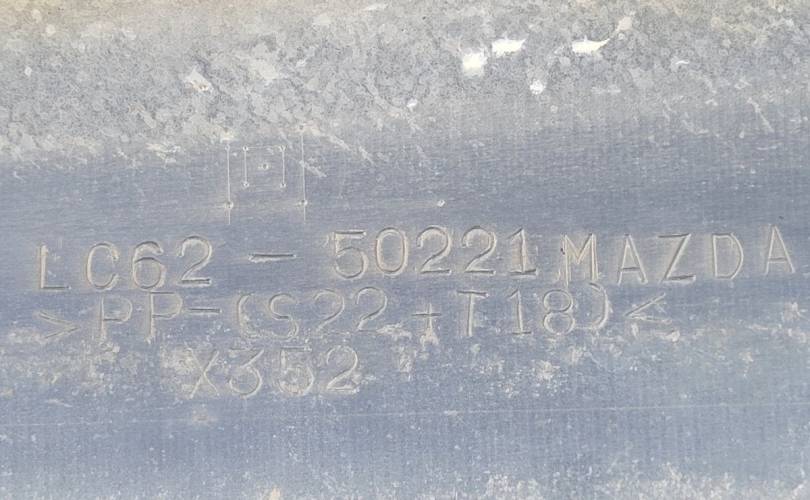 LC62-50221 MAZDA
>PP-(S22+T18)<
X352